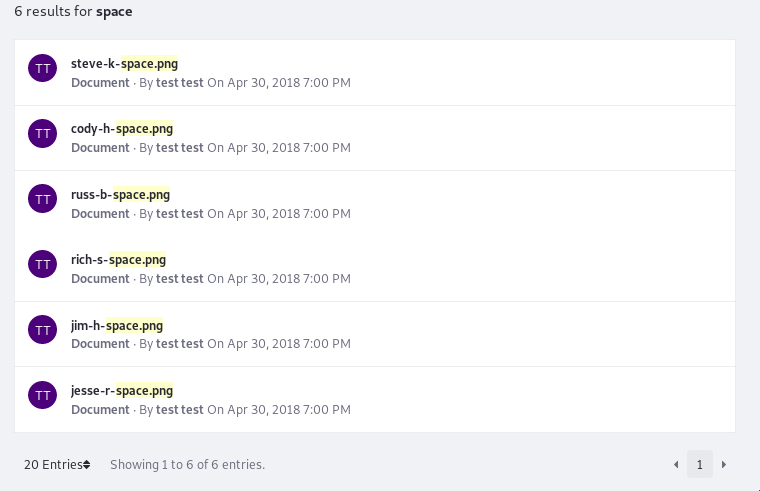 6 results for space
TT
steve-k-space.png
Document · By test test On Apr 30, 2018 7:00 PM
TT
cody-h-space.png
Document · By test test On Apr 30, 2018 7:00 PM
TT
russ-b-space.png
Document · By test test On Apr 30, 2018 7:00 PM
TT
rich-s-space.png
Document · By test test On Apr 30, 2018 7:00 PM
TT
jim-h-space.png
Document · By test test On Apr 30, 2018 7:00 PM
TT
jesse-r-space.png
Document · By test test On Apr 30, 2018 7:00 PM
20 Entries Showing 1 to 6 of 6 entries. 1